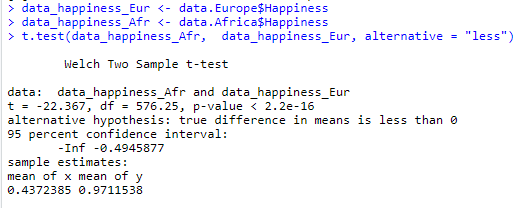 > data_happiness_Eur <- data.Europe$Happiness
> data_happiness_Afr <- data.Africa$Happiness
> t.test(data_happiness_Afr,  data_happiness_Eur, alternative = "less")
Welch Two Sample t-test
data:  data_happiness_Afr and data_happiness_Eur
t = -22.367, df = 576.25, p-value < 2.2e-16
alternative hypothesis: true difference in means is less than 0
95 percent confidence interval:
-Inf -0.4945877
sample estimates:
mean of x mean of y
0.4372385 0.9711538